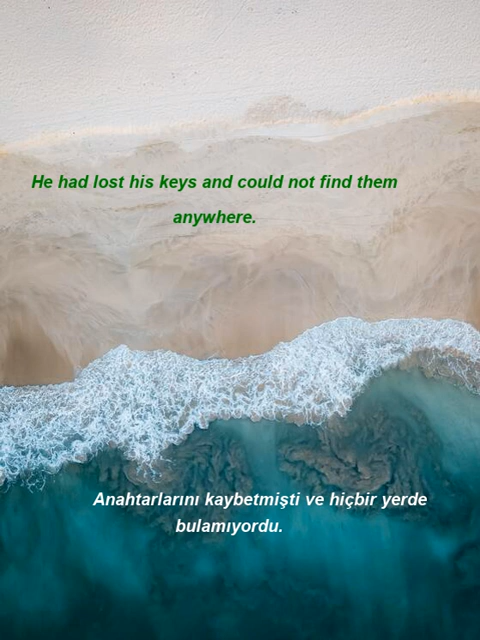 He had lost his keys and could not find them
anywhere.
Anahtarlarını kaybetmişti ve hiçbir yerde
bulamıyordu.